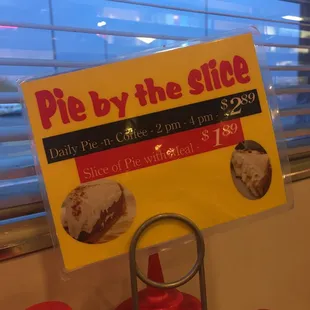 Pie by the slice
Daily Pie -n- Coffee - 2 pm - 4 pm - $2.89
Slice of Pie with meal - $1.89